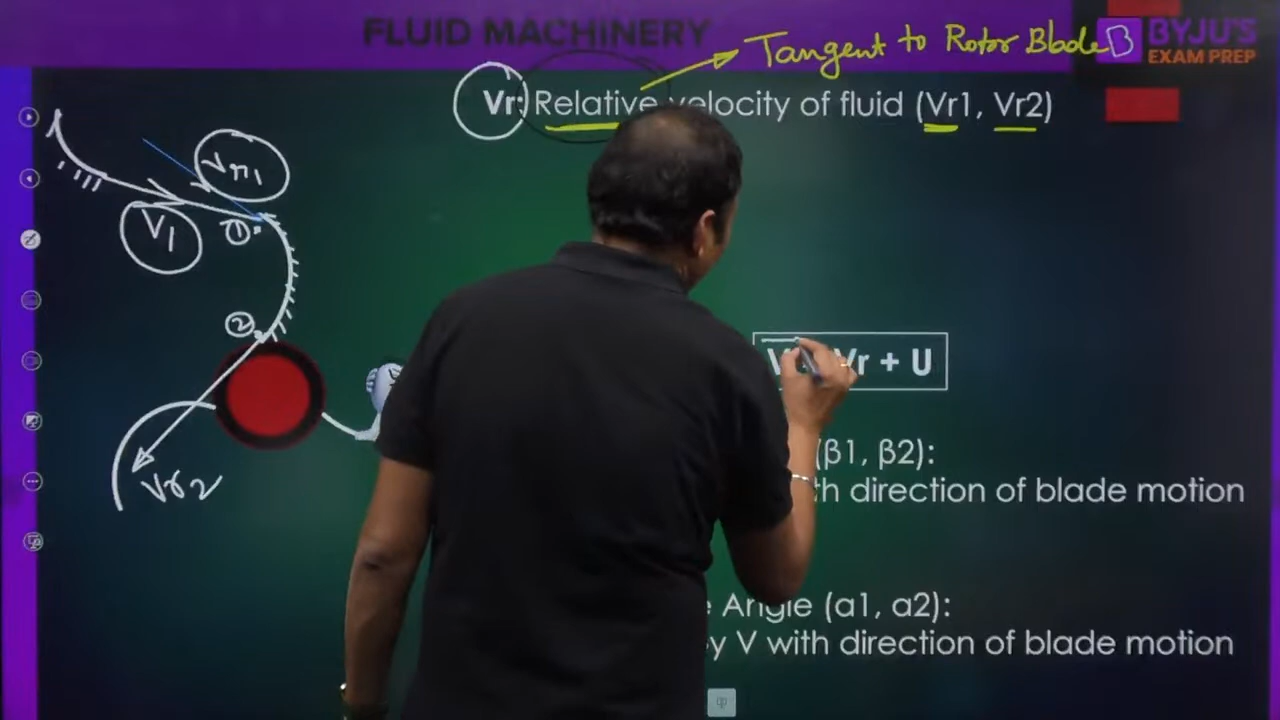 FLUID MACHINERY
Tangent to Rotor Blade
BYJU'S
EXAM PREP
Vr: Relative velocity of fluid (Vr1, Vr2)
Vr1
V1
①
②
Vr + U
(β1, β2):
th direction of blade motion
Vr2
Angle (α1, α2):
by V with direction of blade motion